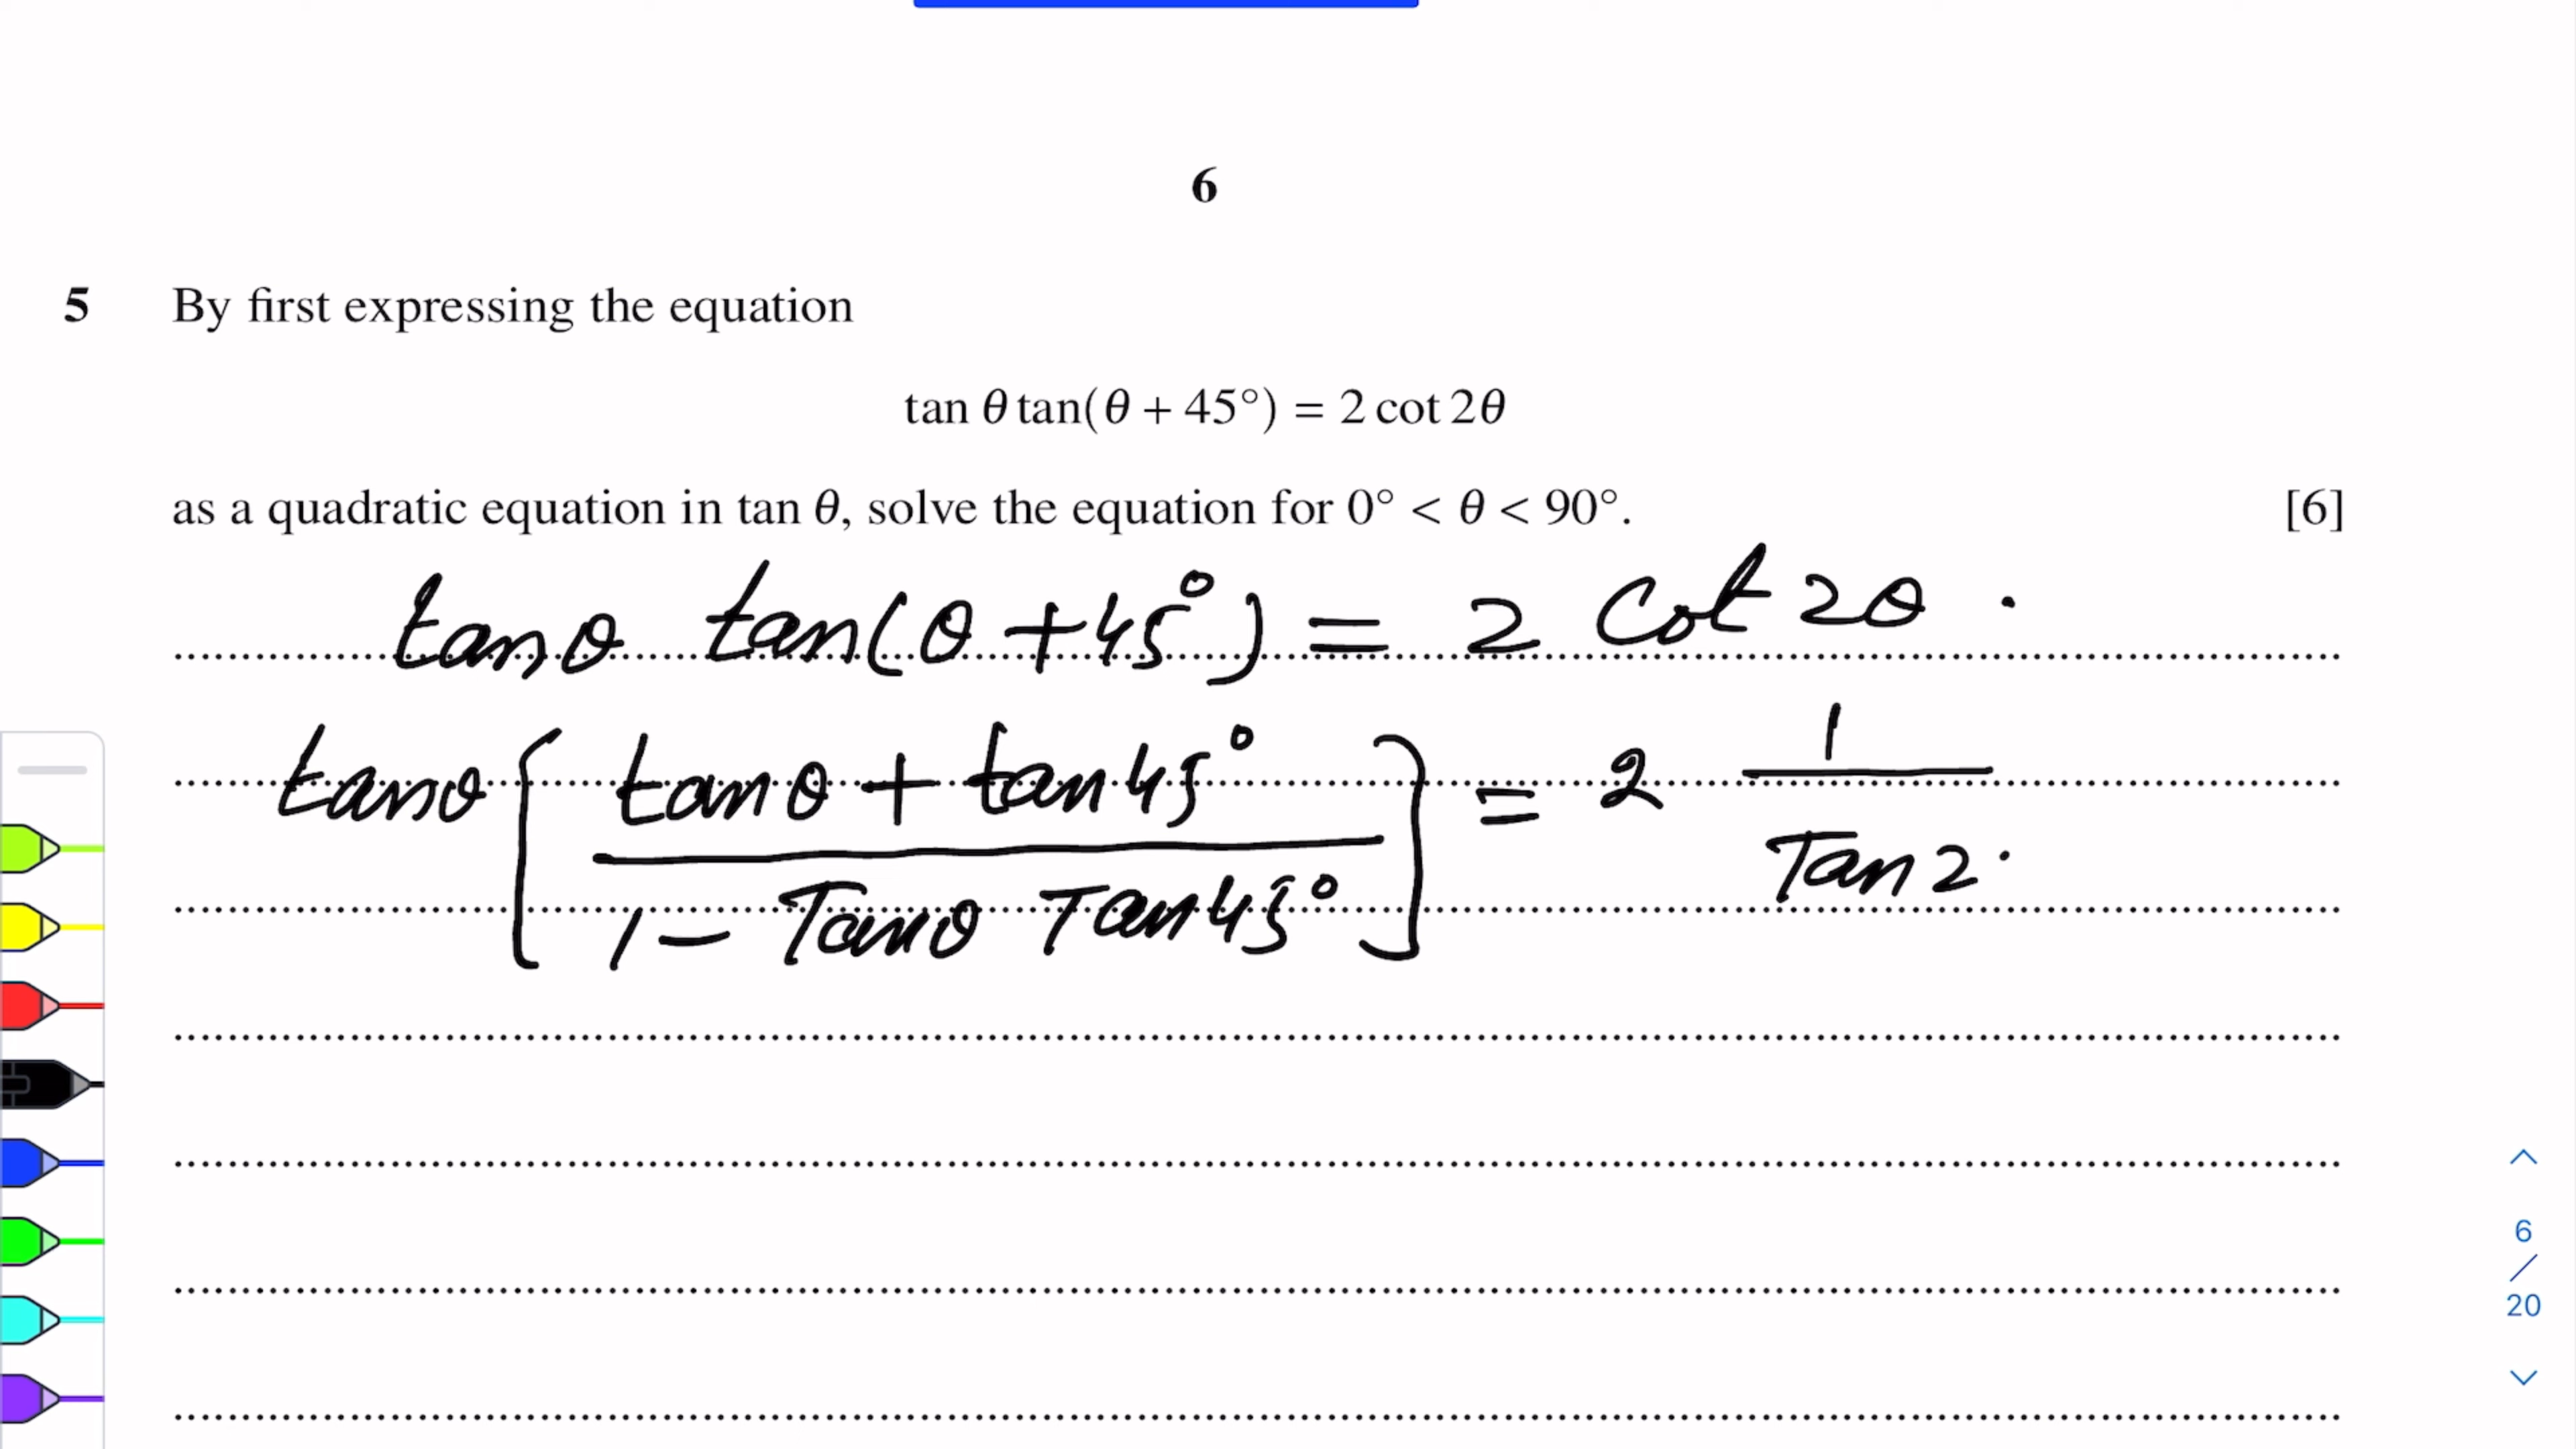 6
5 By first expressing the equation
tan θ tan(θ + 45°) = 2 cot 2θ
as a quadratic equation in tan θ, solve the equation for 0° < θ < 90°. [6]
tanθ tan(θ + 45°) = 2 cot 2θ .
tanθ [ (tanθ + tan45°) / (1 - Tanθ Tan45°) ] = 2 1 / Tan2.
6
/
20